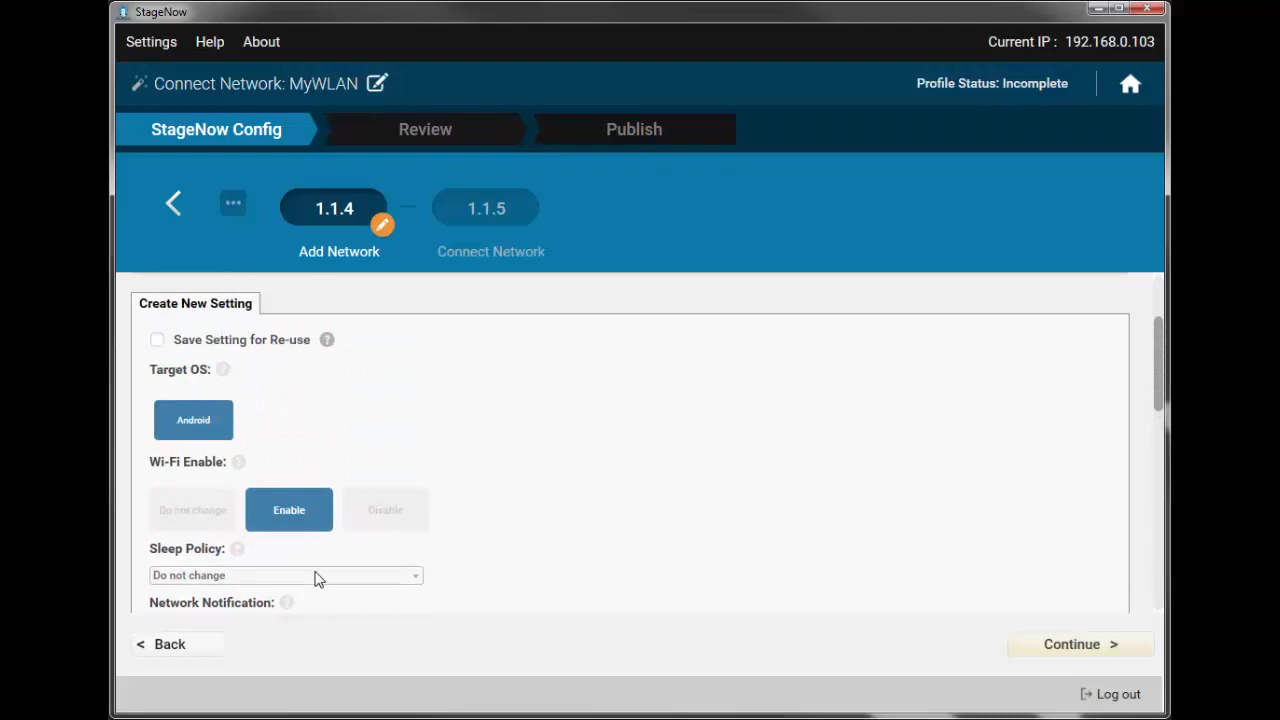 StageNow
Settings Help About Current IP : 192.168.0.103
Connect Network: MyWLAN Profile Status: Incomplete
StageNow Config Review Publish
1.1.4 1.1.5
Add Network Connect Network
Create New Setting
Save Setting for Re-use ?
Target OS: ?
Android
Wi-Fi Enable: ?
Do not change Enable Disable
Sleep Policy: ?
Do not change
Network Notification: ?
< Back Continue >
Log out